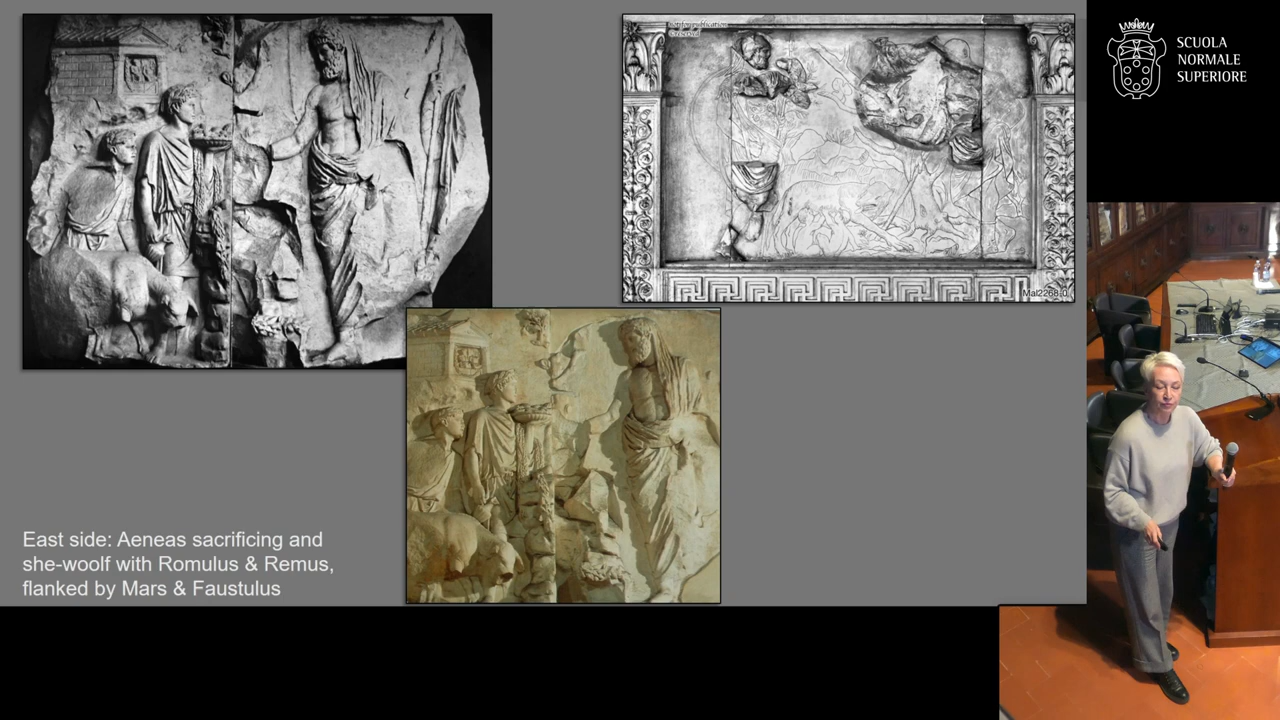 SCUOLA
NORMALE
SUPERIORE
Mal2268-0
East side: Aeneas sacrificing and
she-woolf with Romulus & Remus,
flanked by Mars & Faustulus